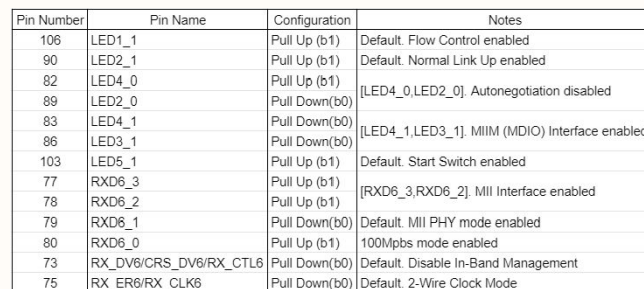 Pin Number Pin Name Configuration Notes
106 LED1_1 Pull Up (b1) Default. Flow Control enabled
90 LED2_1 Pull Up (b1) Default. Normal Link Up enabled
82 LED4_0 Pull Up (b1)
[LED4_0,LED2_0]. Autonegotiation disabled
89 LED2_0 Pull Down(b0)
83 LED4_1 Pull Down(b0)
[LED4_1,LED3_1]. MIIM (MDIO) Interface enabled
86 LED3_1 Pull Down(b0)
103 LED5_1 Pull Up (b1) Default. Start Switch enabled
77 RXD6_3 Pull Up (b1)
[RXD6_3,RXD6_2]. MII Interface enabled
78 RXD6_2 Pull Up (b1)
79 RXD6_1 Pull Down(b0) Default. MII PHY mode enabled
80 RXD6_0 Pull Up (b1) 100Mpbs mode enabled
73 RX_DV6/CRS_DV6/RX_CTL6 Pull Down(b0) Default. Disable In-Band Management
75 RX_ER6/RX_CLK6 Pull Down(b0) Default. 2-Wire Clock Mode